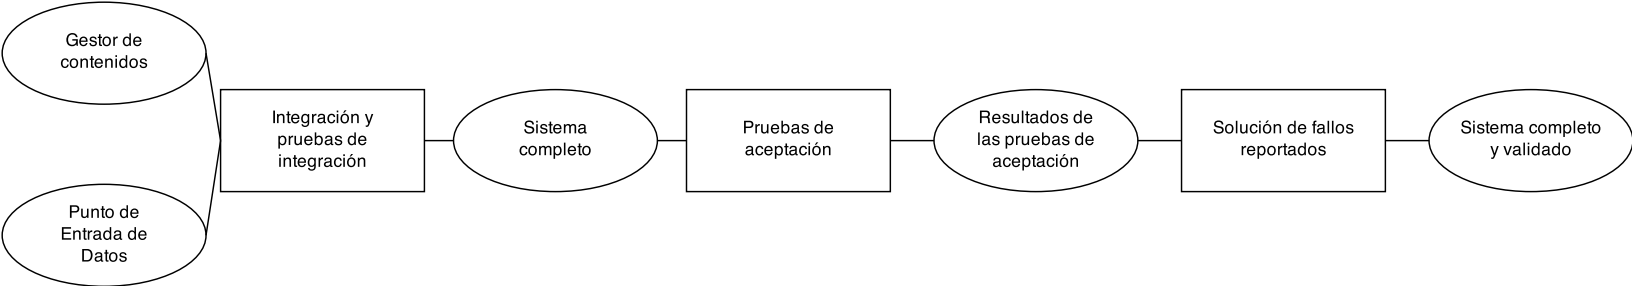 Gestor de
contenidos
Punto de
Entrada de
Datos
Integración y
pruebas de
integración
Sistema
completo
Pruebas de
aceptación
Resultados de
las pruebas de
aceptación
Solución de fallos
reportados
Sistema completo
y validado